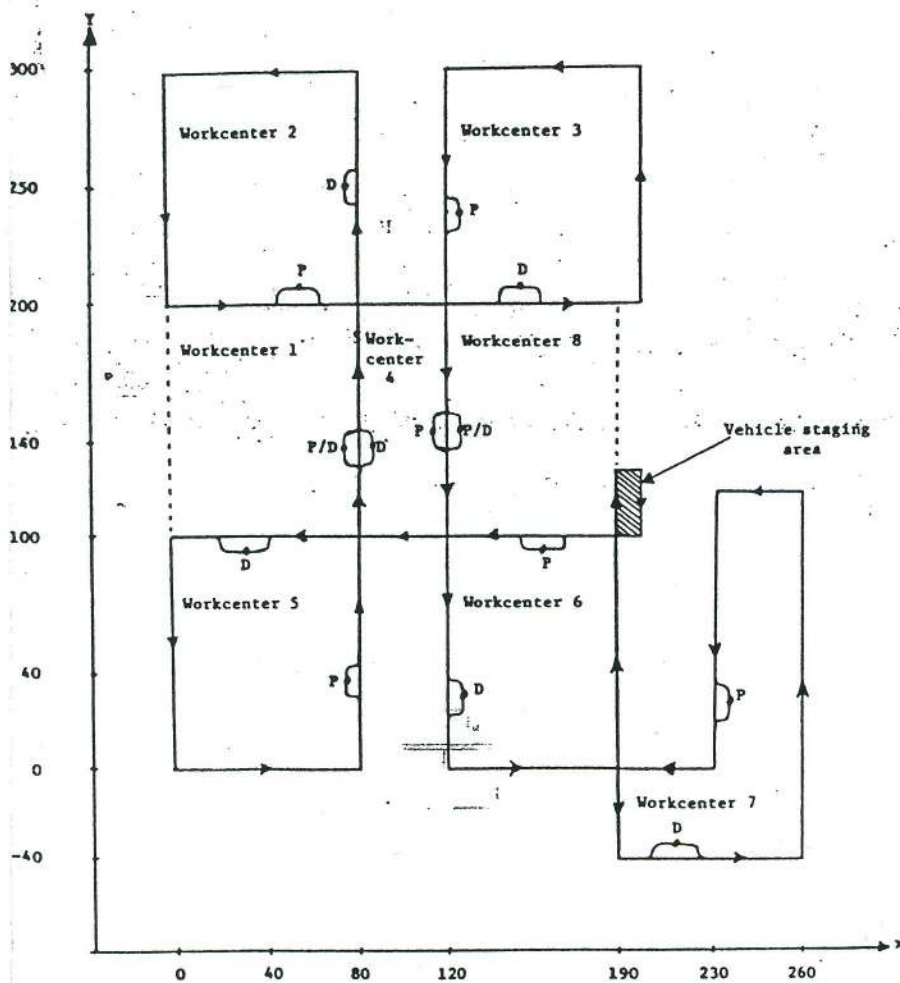 Y
300
Workcenter 2
Workcenter 3
250
D
P
P
D
200
Workcenter 1
Work-
center
4
Workcenter 8
140
P/D
D
P
P/D
Vehicle staging
area
100
D
P
Workcenter 5
Workcenter 6
40
P
D
P
0
Workcenter 7
D
-40
0
40
80
120
190
230
260
x